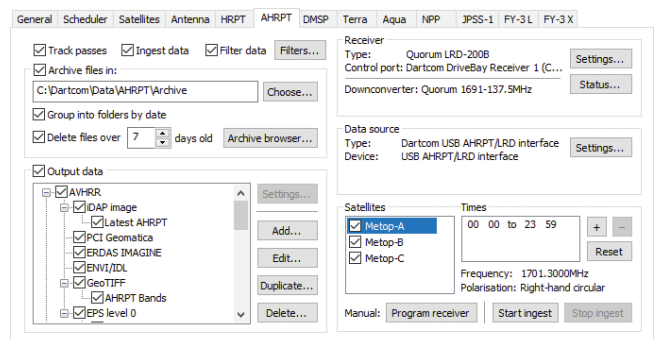 General Scheduler Satellites Antenna HRPT AHRPT DMSP Terra Aqua NPP JPSS-1 FY-3 L FY-3 X
Track passes Ingest data Filter data Filters...
Archive files in:
C:\Dartcom\Data\AHRPT\Archive Choose...
Group into folders by date
Delete files over 7 days old Archive browser...
Output data
AVHRR
iDAP image
Latest AHRPT
PCI Geomatica
ERDAS IMAGINE
ENVI/IDL
GeoTIFF
AHRPT Bands
EPS level 0
Settings...
Add...
Edit...
Duplicate...
Delete...
Receiver
Type: Quorum LRD-200B
Control port: Dartcom DriveBay Receiver 1 (C...
Settings...
Downconverter: Quorum 1691-137.5MHz
Status...
Data source
Type: Dartcom USB AHRPT/LRD interface
Device: USB AHRPT/LRD interface
Settings...
Satellites
Metop-A
Metop-B
Metop-C
Times
00 00 to 23 59
+ −
Reset
Frequency: 1701.3000MHz
Polarisation: Right-hand circular
Manual: Program receiver Start ingest Stop ingest